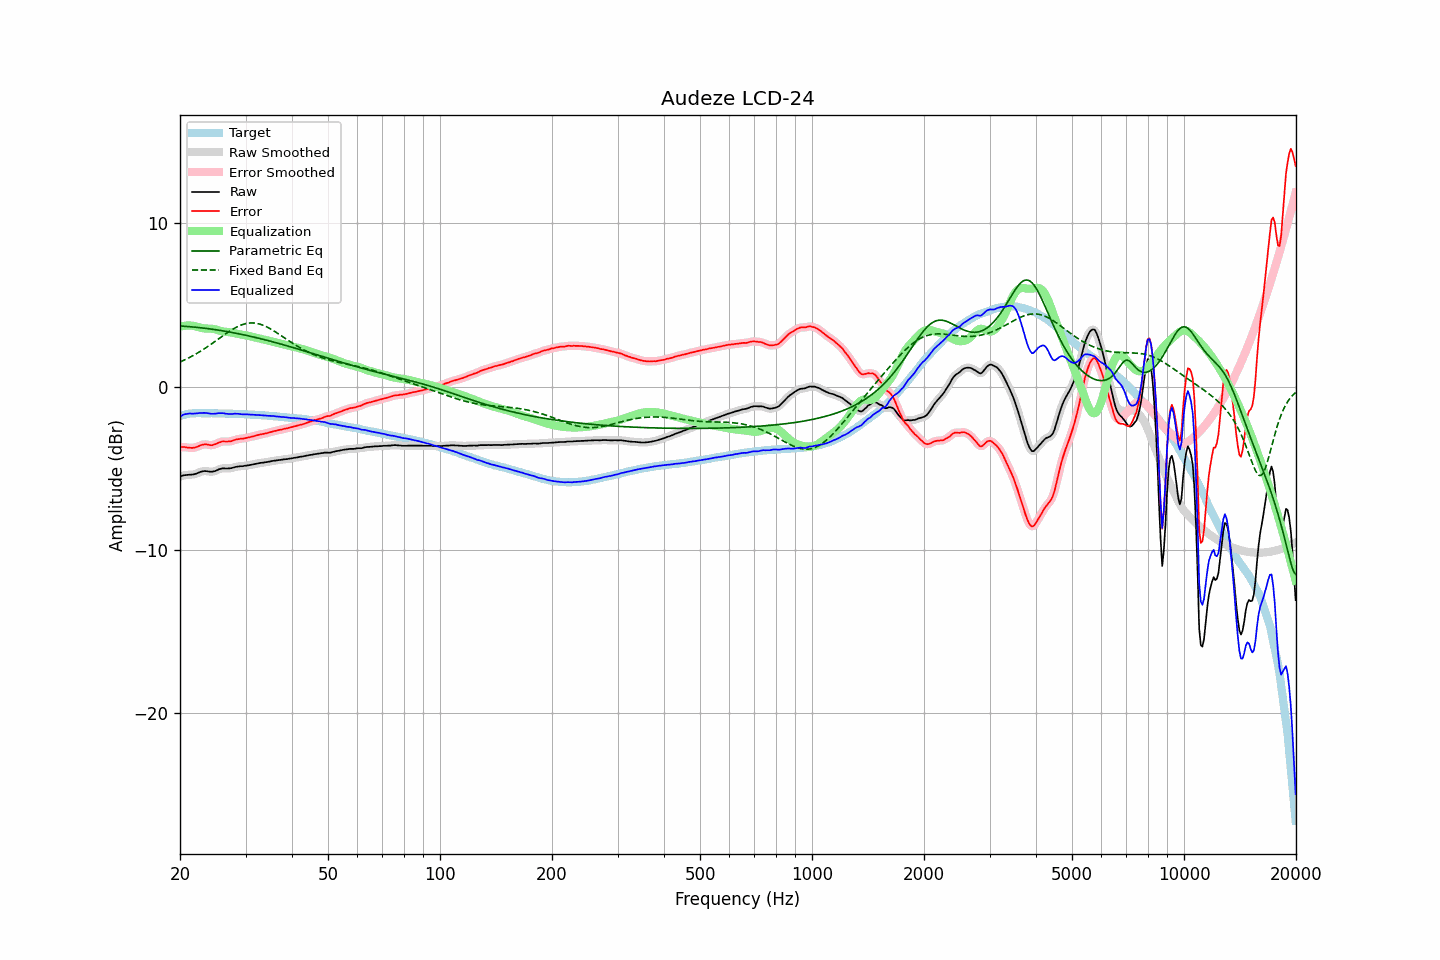 Audeze LCD-24
Target
Raw Smoothed
Error Smoothed
Raw
Error
Equalization
Parametric Eq
Fixed Band Eq
Equalized
Amplitude (dBr)
10
0
−10
−20
20 50 100 200 500 1000 2000 5000 10000 20000
Frequency (Hz)